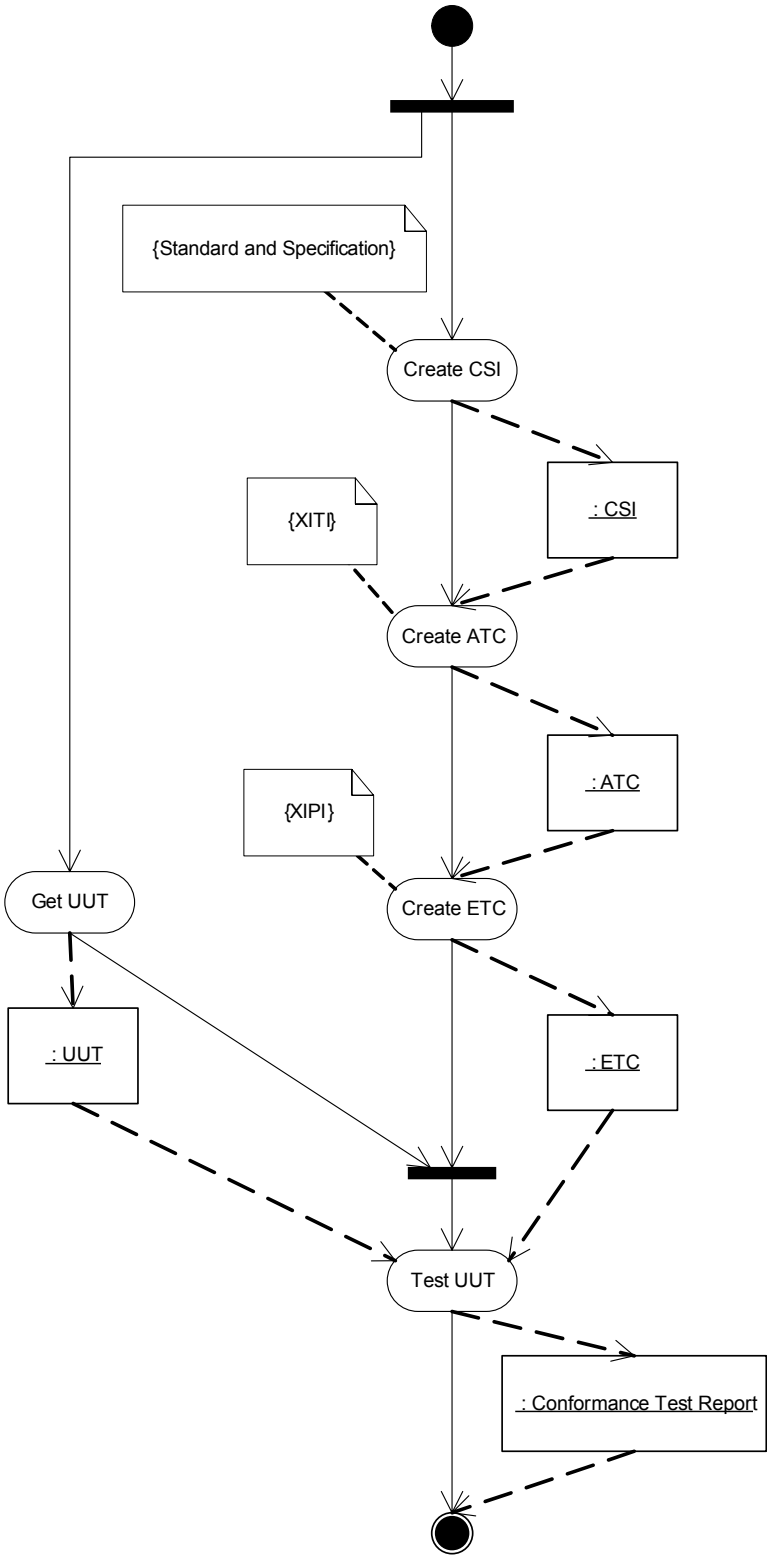 {Standard and Specification}
Create CSI
: CSI
{XITI}
Create ATC
: ATC
{XIPI}
Get UUT
Create ETC
: UUT
: ETC
Test UUT
: Conformance Test Report